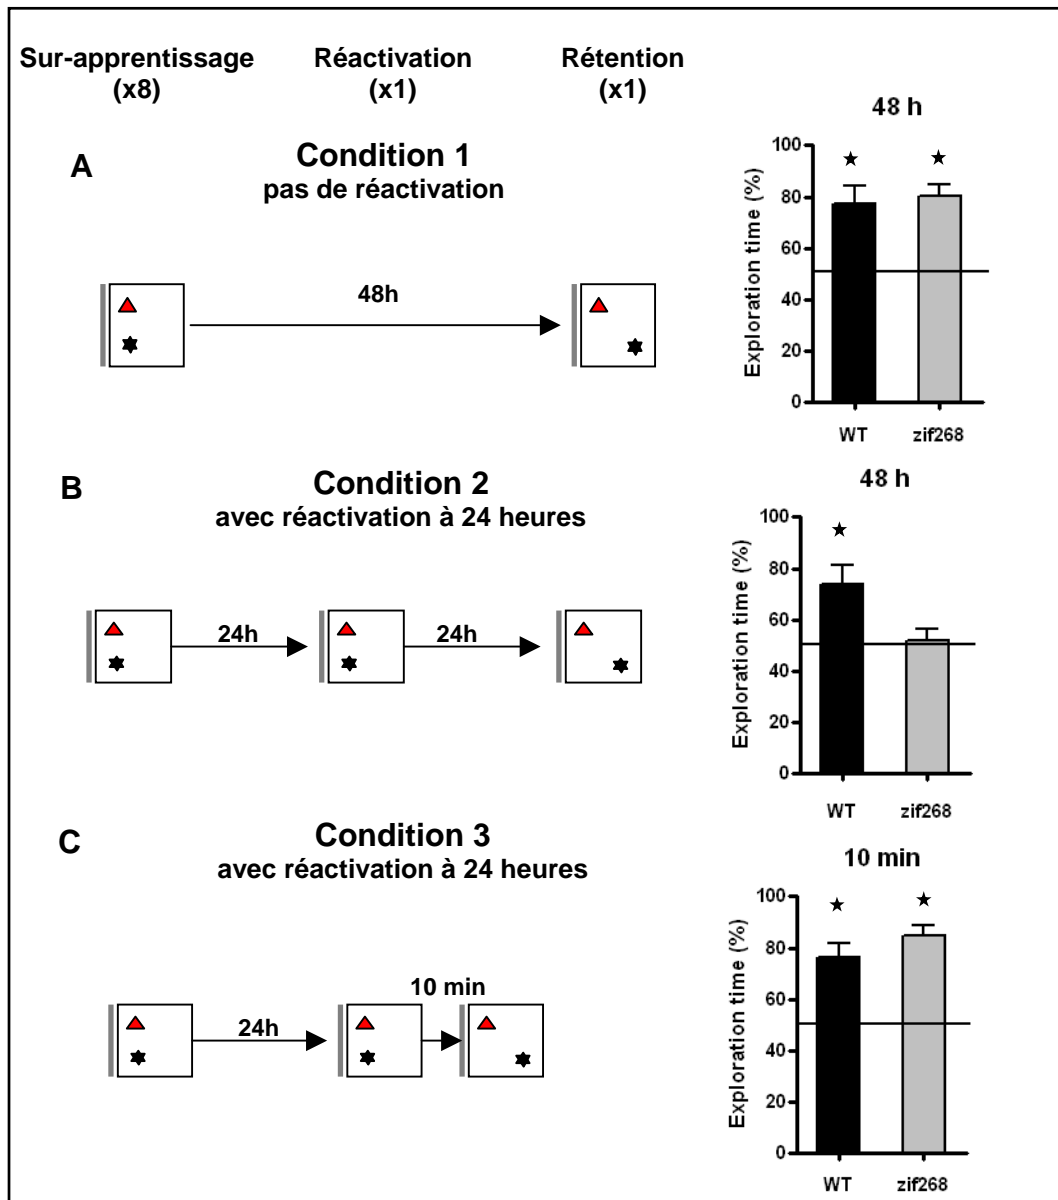 Sur-apprentissage Réactivation Rétention
(x8) (x1) (x1)
A
Condition 1
pas de réactivation
48h
48 h
Exploration time (%)
100
80
60
40
20
0
WT zif268
B
Condition 2
avec réactivation à 24 heures
24h 24h
48 h
Exploration time (%)
100
80
60
40
20
0
WT zif268
C
Condition 3
avec réactivation à 24 heures
24h
10 min
10 min
Exploration time (%)
100
80
60
40
20
0
WT zif268